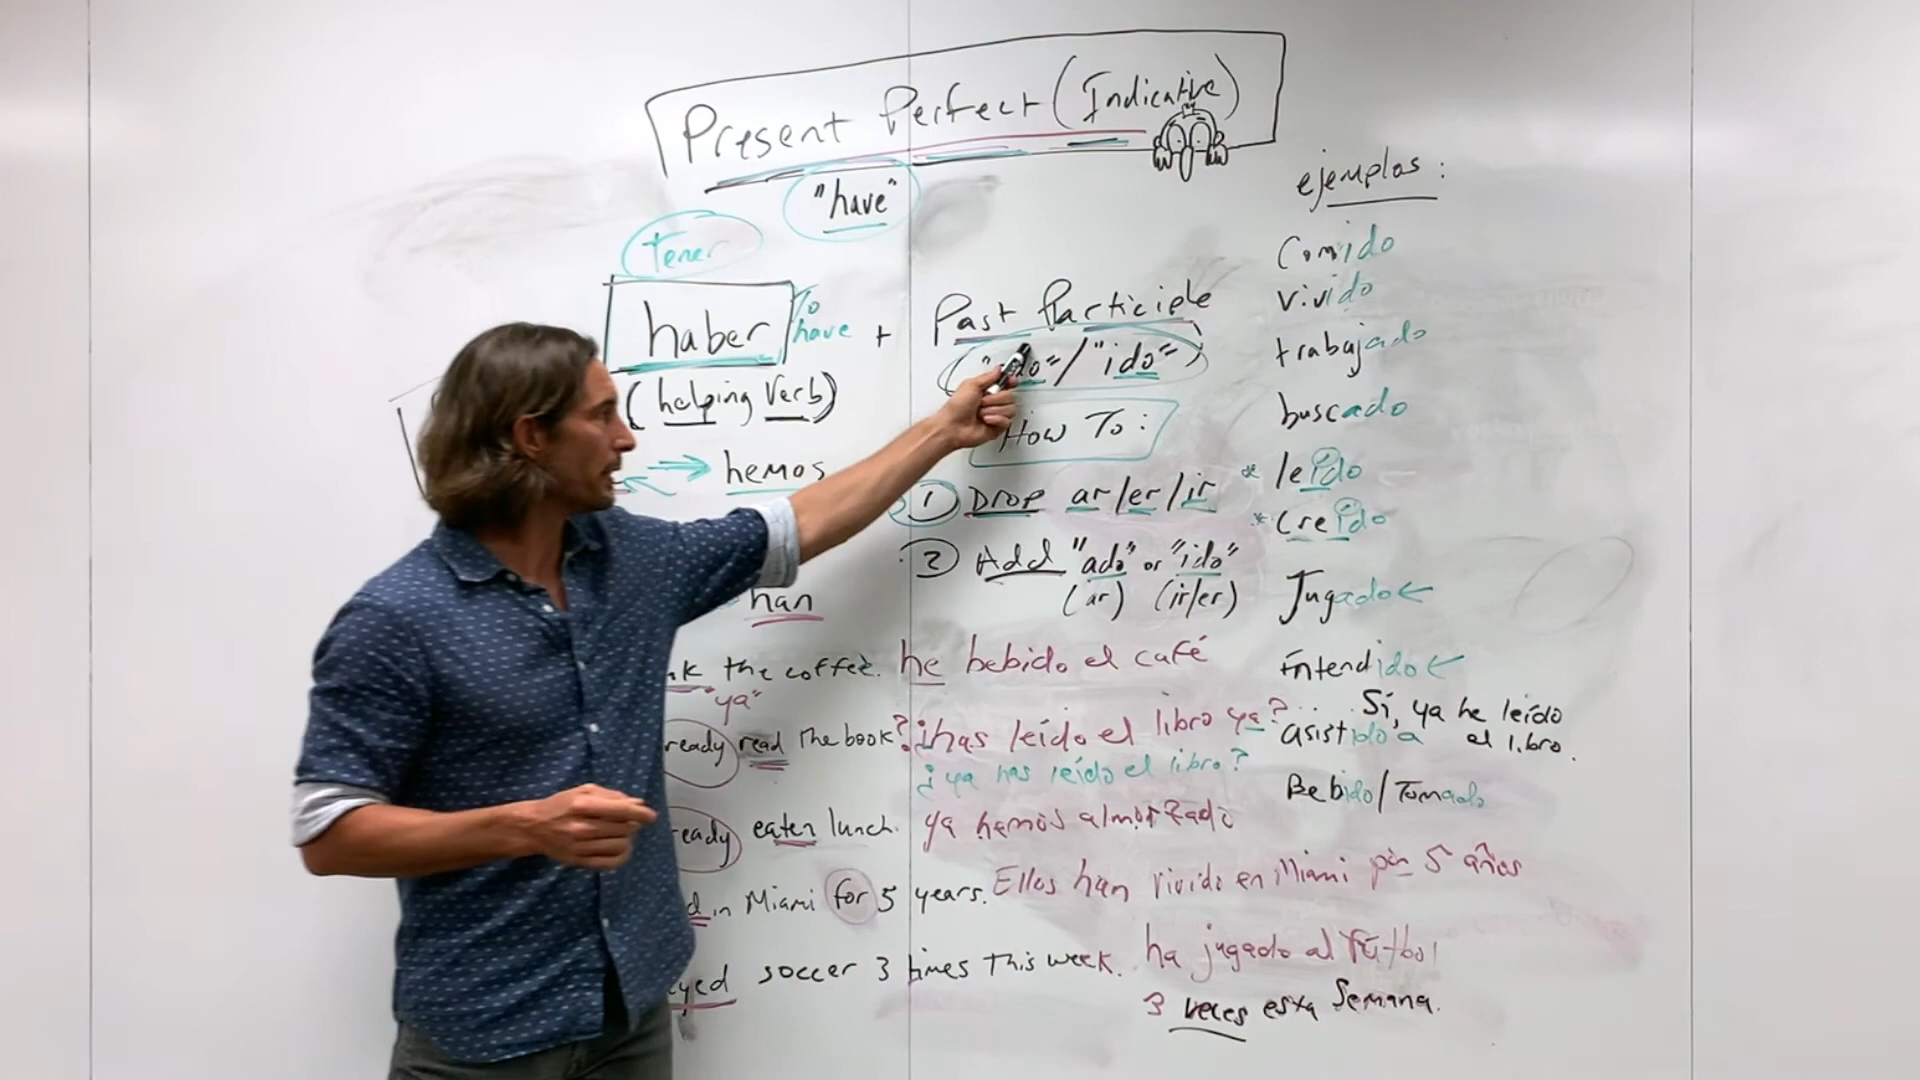 Present Perfect (Indicative)
"have"
Tener
haber To have + Past Participle
(helping Verb)
"ido")
How To:
hemos
1 Drop ar/er/ir
2 Add "ado" or "ido"
(ar) (ir/er)
han
the coffee. he bebido el café
"ya"
read the book? ¿has leído el libro ya?
¿ya has leído el libro?
eaten lunch. ya hemos almorzado
in Miami for 5 years. Ellos han vivido en Miami por 5 años
soccer 3 times this week. ha jugado al fútbol
3 veces esta semana.
ejemplos:
Comido
vivido
trabajado
buscado
* leído
* creído
Jugado ←
entendido ←
Sí, ya he leído
el libro.
asistido a
Bebido/Tomado